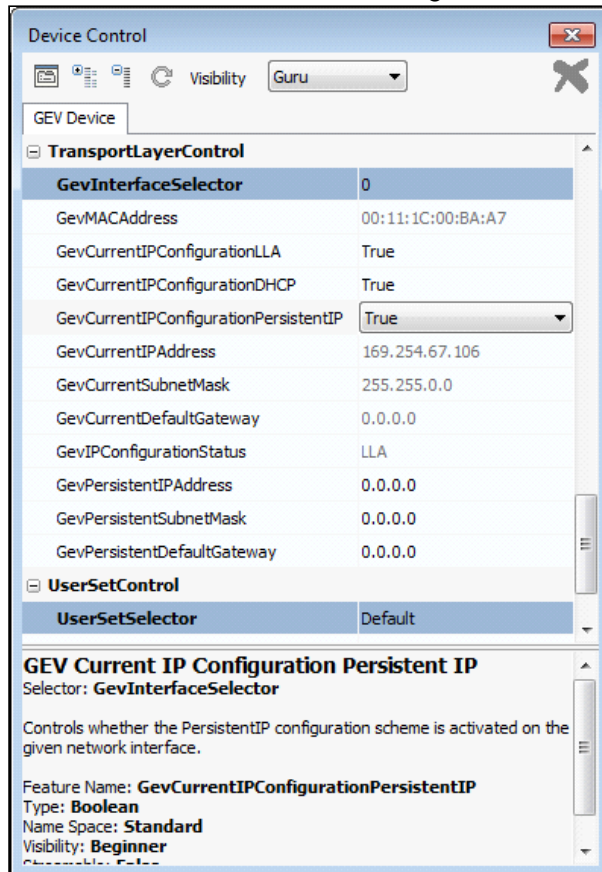 Device Control
Visibility Guru
GEV Device
TransportLayerControl
GevInterfaceSelector 0
GevMACAddress 00:11:1C:00:BA:A7
GevCurrentIPConfigurationLLA True
GevCurrentIPConfigurationDHCP True
GevCurrentIPConfigurationPersistentIP True
GevCurrentIPAddress 169.254.67.106
GevCurrentSubnetMask 255.255.0.0
GevCurrentDefaultGateway 0.0.0.0
GevIPConfigurationStatus LLA
GevPersistentIPAddress 0.0.0.0
GevPersistentSubnetMask 0.0.0.0
GevPersistentDefaultGateway 0.0.0.0
UserSetControl
UserSetSelector Default
GEV Current IP Configuration Persistent IP
Selector: GevInterfaceSelector
Controls whether the PersistentIP configuration scheme is activated on the
given network interface.
Feature Name: GevCurrentIPConfigurationPersistentIP
Type: Boolean
Name Space: Standard
Visibility: Beginner